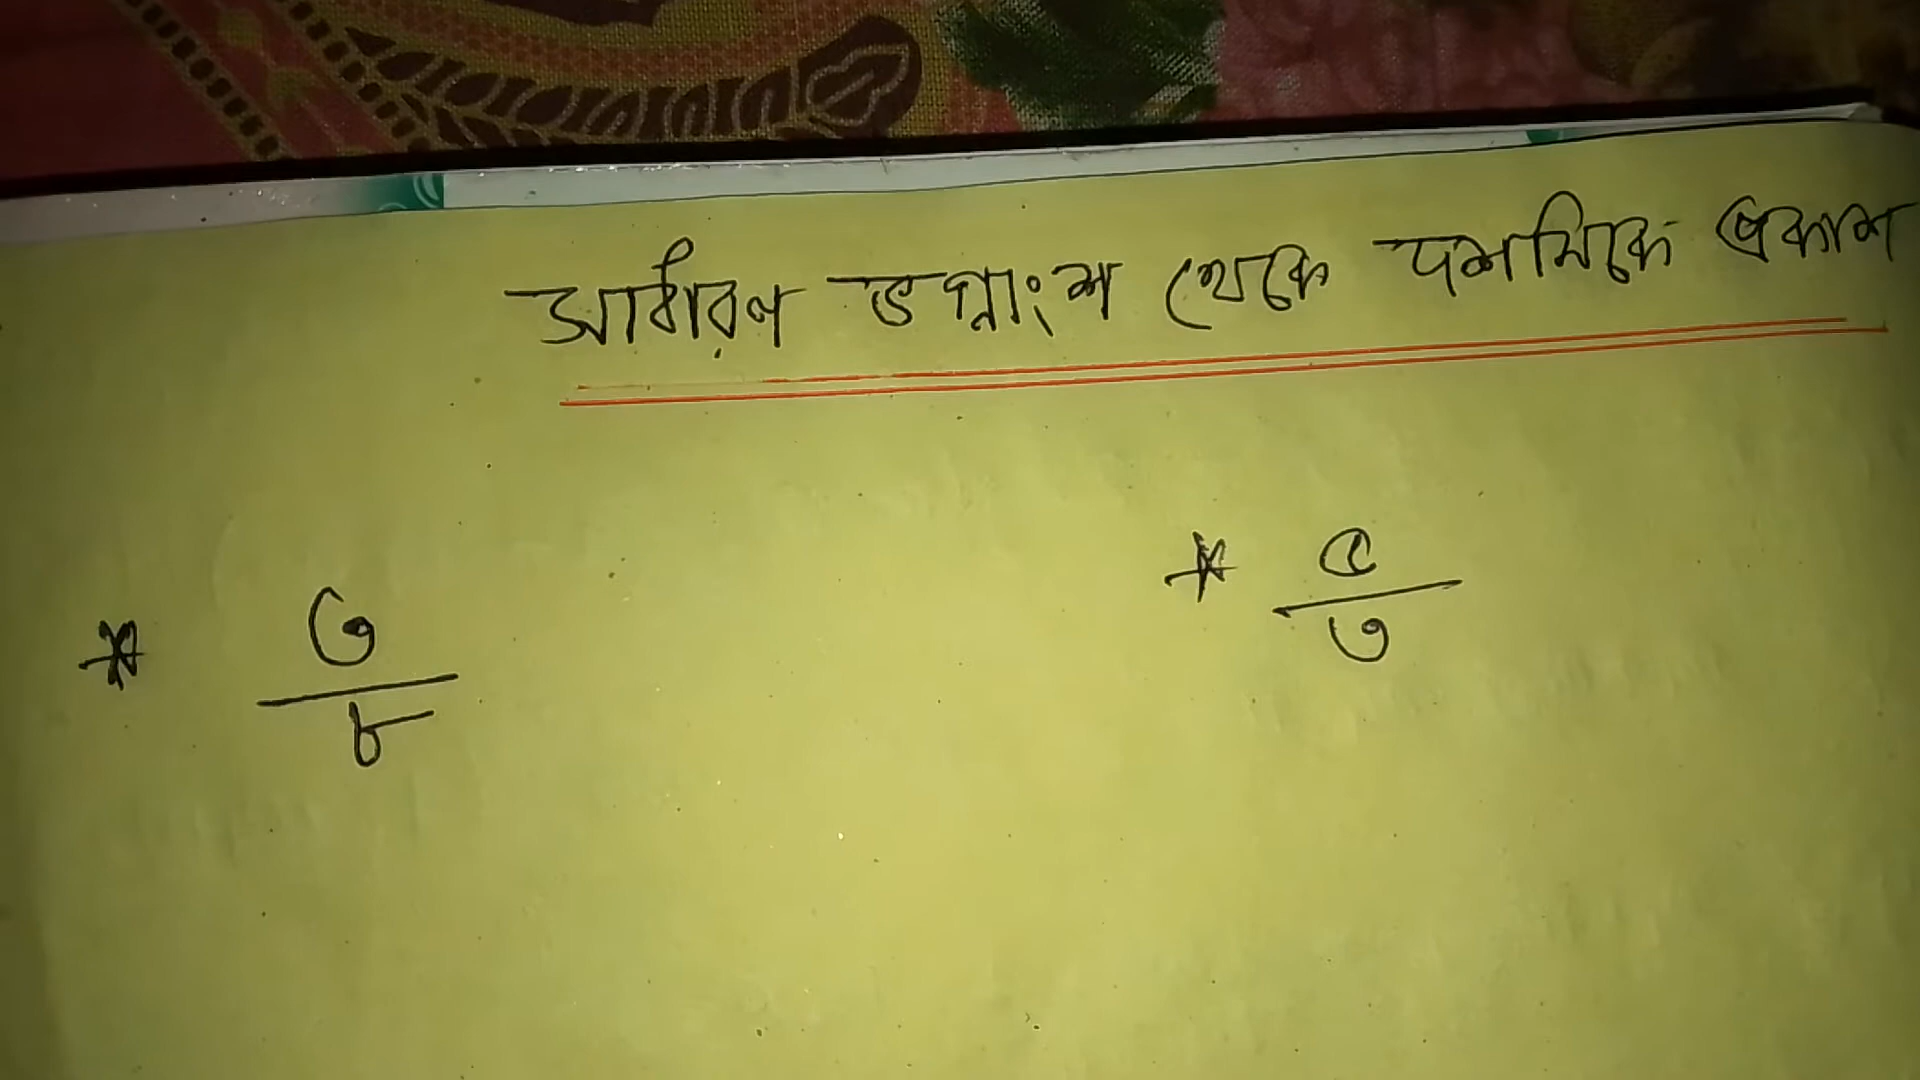 সাধারণ ভগ্নাংশ থেকে দশমিকে প্রকাশ
* ৩/৮
* ৫/৩